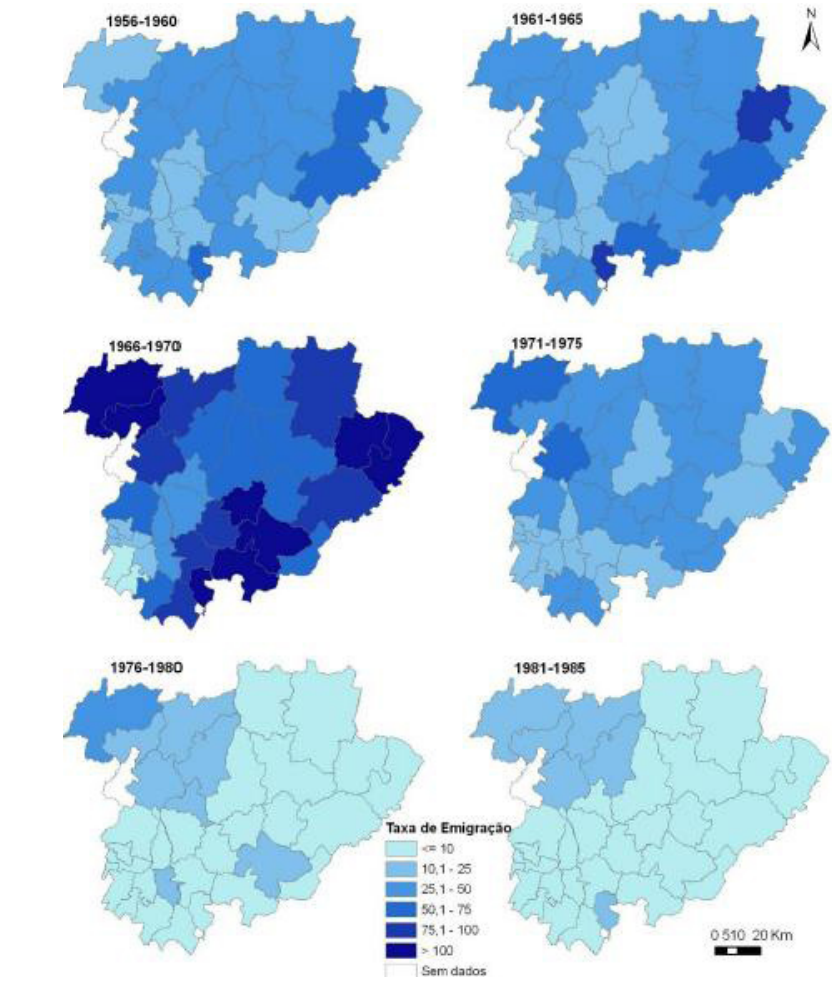 1956-1960
1961-1965
N
1966-1970
1971-1975
1976-1980
1981-1985
Taxa de Emigração
<= 10
10,1 - 25
25,1 - 50
50,1 - 75
75,1 - 100
> 100
Sem dados
0 510 20 Km